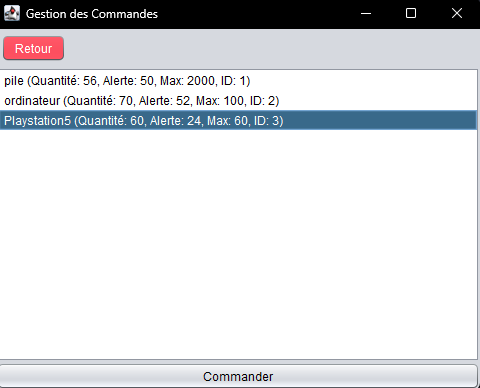 Gestion des Commandes
Retour
pile (Quantité: 56, Alerte: 50, Max: 2000, ID: 1)
ordinateur (Quantité: 70, Alerte: 52, Max: 100, ID: 2)
Playstation5 (Quantité: 60, Alerte: 24, Max: 60, ID: 3)
Commander